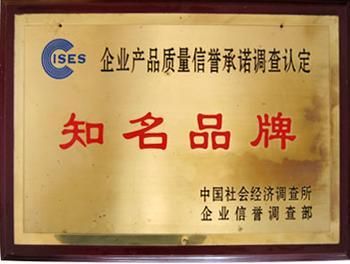 CISES
企业产品质量信誉承诺调查认定
知名品牌
中国社会经济调查所
企业信誉调查部